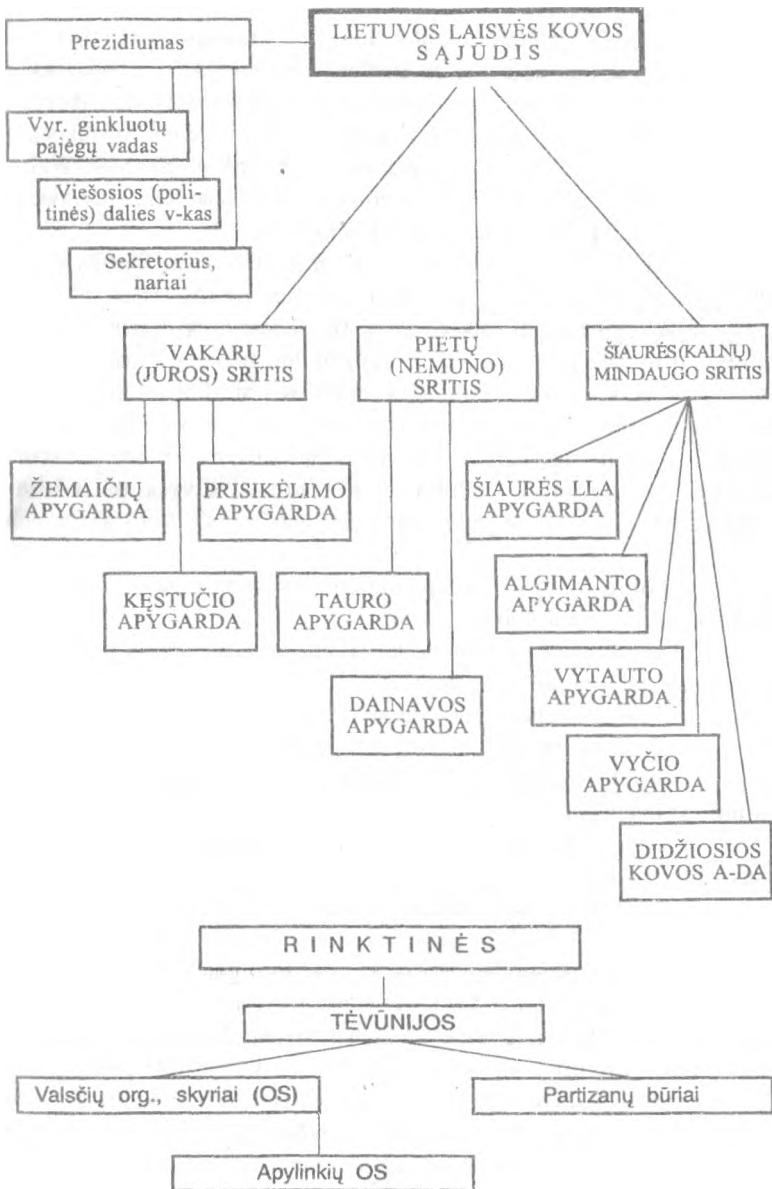 Prezidiumas
LIETUVOS LAISVĖS KOVOS
SĄJŪDIS
Vyr. ginkluotų
pajėgų vadas
Viešosios (poli-
tinės) dalies v-kas
Sekretorius,
nariai
VAKARŲ
(JŪROS) SRITIS
PIETŲ
(NEMUNO)
SRITIS
ŠIAURĖS (KALNŲ)
MINDAUGO SRITIS
ŽEMAIČIŲ
APYGARDA
PRISIKĖLIMO
APYGARDA
ŠIAURĖS LLA
APYGARDA
KĘSTUČIO
APYGARDA
TAURO
APYGARDA
ALGIMANTO
APYGARDA
VYTAUTO
APYGARDA
DAINAVOS
APYGARDA
VYČIO
APYGARDA
DIDŽIOSIOS
KOVOS A-DA
RINKTINĖS
TĖVŪNIJOS
Valsčių org., skyriai (OS)
Partizanų būriai
Apylinkių OS